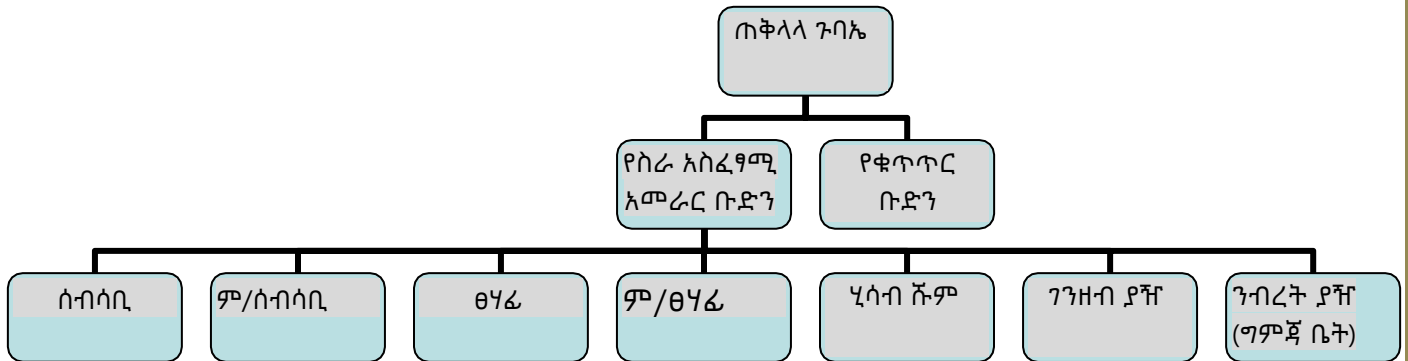 ጠቅላላ ጉባኤ
የስራ አስፈፃሚ
አመራር ቡድን
የቁጥጥር
ቡድን
ሰብሳቢ
ም/ሰብሳቢ
ፀሃፊ
ም/ፀሃፊ
ሂሳብ ሹም
ገንዘብ ያዥ
ንብረት ያዥ
(ግምጃ ቤት)